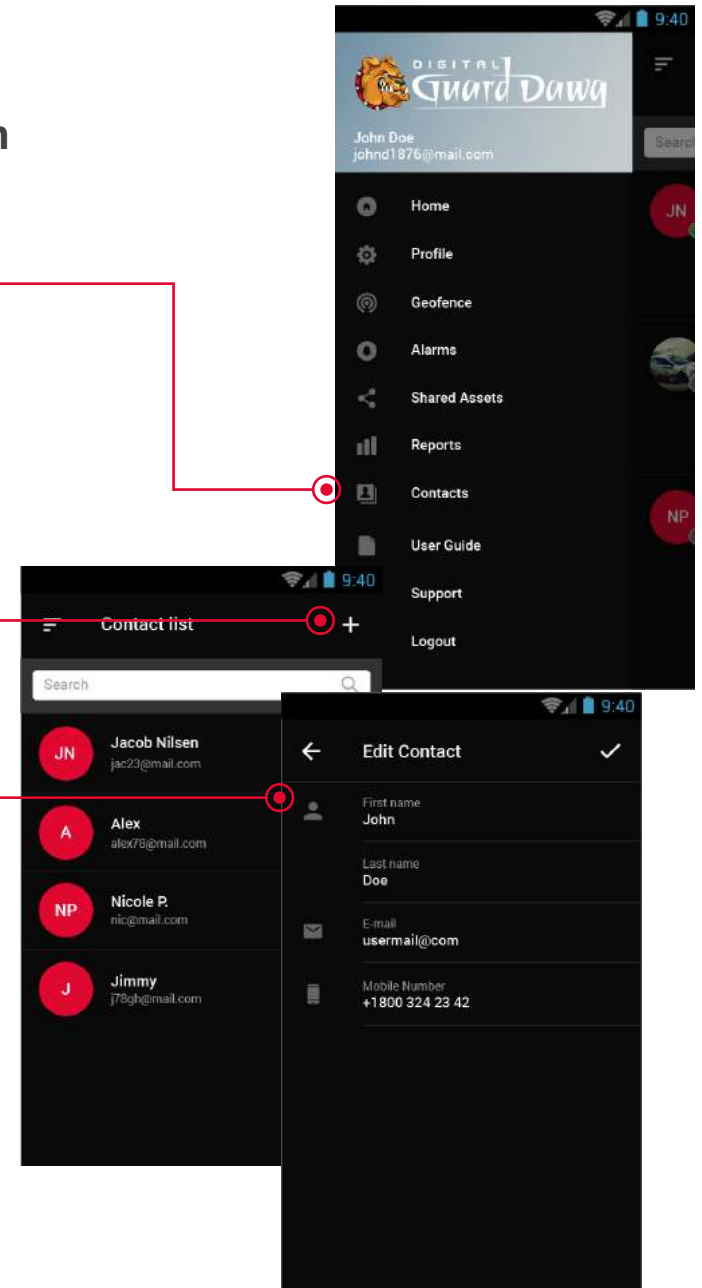 n
9:40
DIGITAL
Guard Dawg
John Doe
johnd1876@mail.com
Searc
Home
JN
Profile
Geofence
Alarms
Shared Assets
Reports
Contacts
NP
User Guide
Support
Logout
9:40
Contact list
Search
JN
Jacob Nilsen
jac23@mail.com
A
Alex
alex78@mail.com
NP
Nicole P.
nic@mail.com
J
Jimmy
j78gh@mail.com
9:40
Edit Contact
First name
John
Last name
Doe
E-mail
usermail@com
Mobile Number
+1800 324 23 42